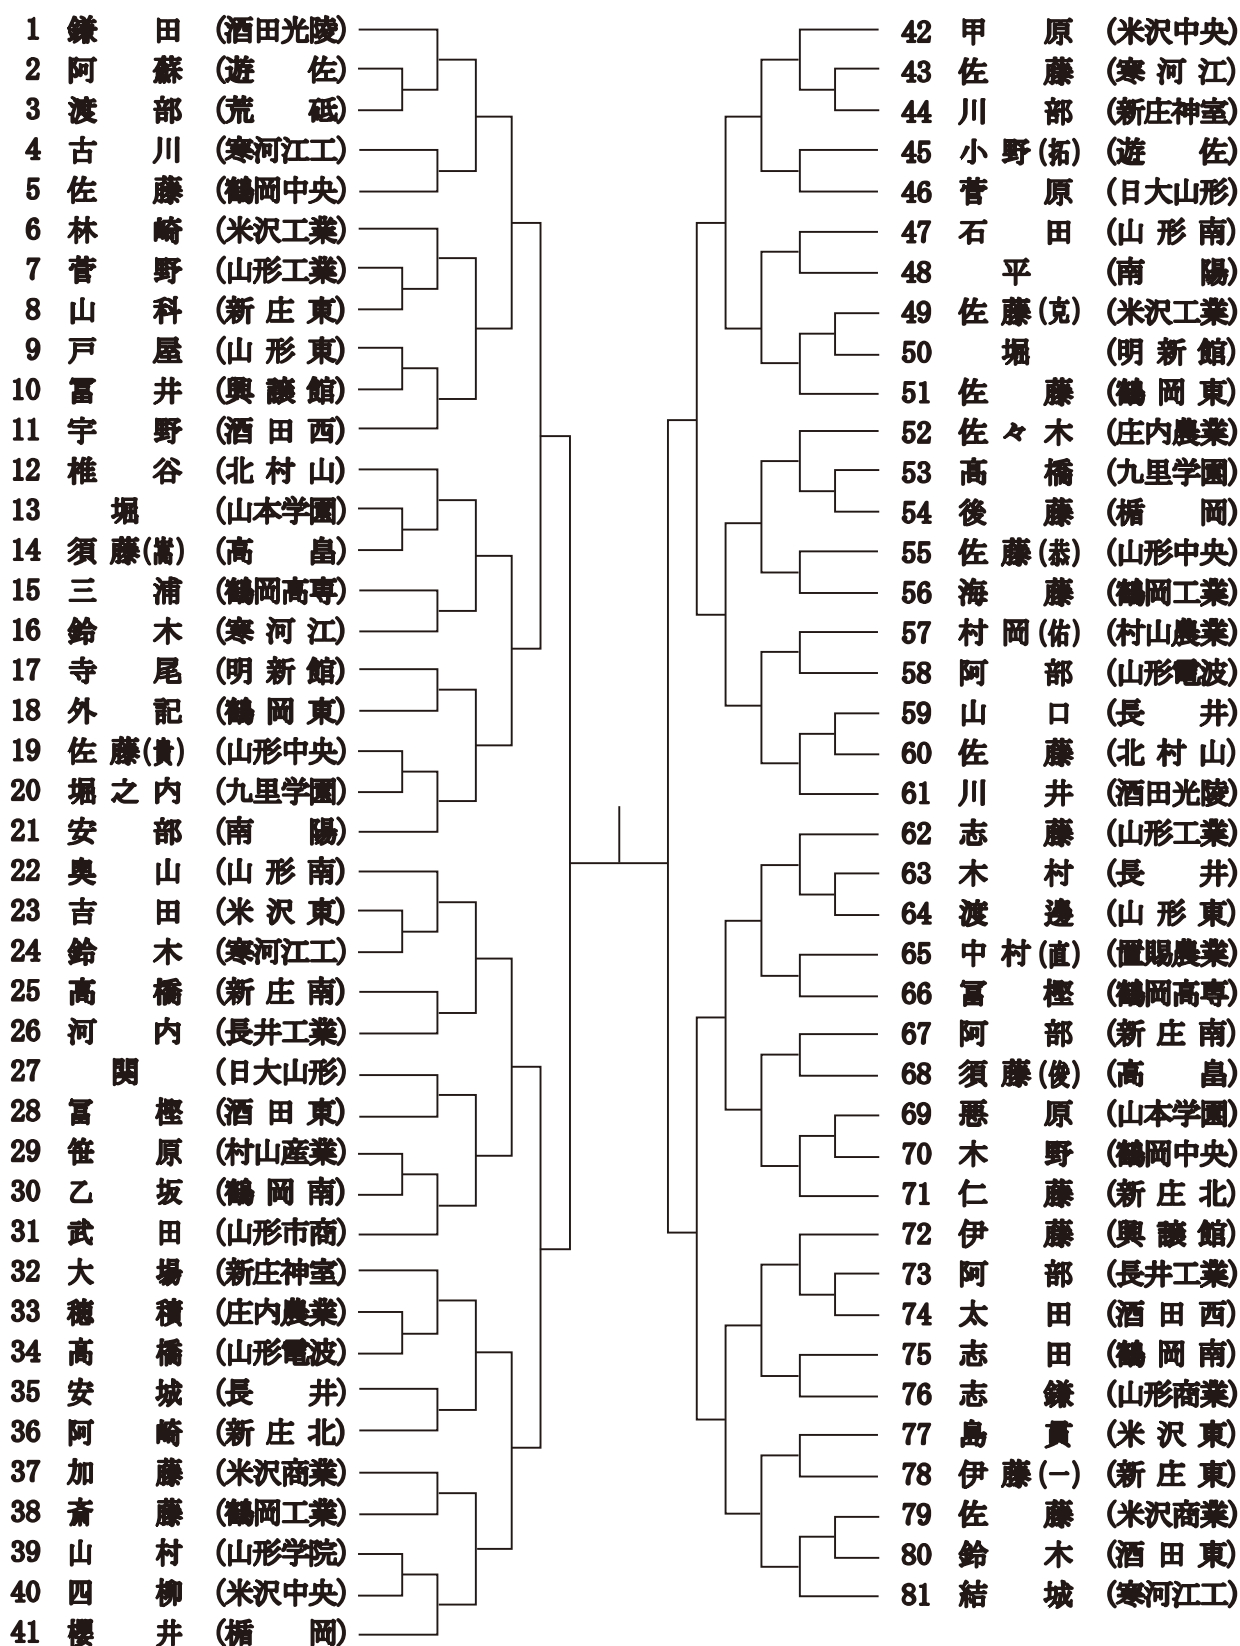 1 鎌田 (酒田光陵)
2 阿蘇 (遊佐)
3 渡部 (荒砥)
4 古川 (寒河江工)
5 佐藤 (鶴岡中央)
6 林崎 (米沢工業)
7 菅野 (山形工業)
8 山科 (新庄東)
9 戸屋 (山形東)
10 冨井 (興譲館)
11 宇野 (酒田西)
12 椎谷 (北村山)
13 堀 (山本学園)
14 須藤(嵩) (高畠)
15 三浦 (鶴岡高専)
16 鈴木 (寒河江)
17 寺尾 (明新館)
18 外記 (鶴岡東)
19 佐藤(貴) (山形中央)
20 堀之内 (九里学園)
21 安部 (南陽)
22 奥山 (山形南)
23 吉田 (米沢東)
24 鈴木 (寒河江工)
25 髙橋 (新庄南)
26 河内 (長井工業)
27 関 (日大山形)
28 冨樫 (酒田東)
29 笹原 (村山産業)
30 乙坂 (鶴岡南)
31 武田 (山形市商)
32 大場 (新庄神室)
33 穂積 (庄内農業)
34 髙橋 (山形電波)
35 安城 (長井)
36 阿崎 (新庄北)
37 加藤 (米沢商業)
38 斎藤 (鶴岡工業)
39 山村 (山形学院)
40 四柳 (米沢中央)
41 櫻井 (楯岡)
42 甲原 (米沢中央)
43 佐藤 (寒河江)
44 川部 (新庄神室)
45 小野(拓) (遊佐)
46 菅原 (日大山形)
47 石田 (山形南)
48 平 (南陽)
49 佐藤(克) (米沢工業)
50 堀 (明新館)
51 佐藤 (鶴岡東)
52 佐々木 (庄内農業)
53 髙橋 (九里学園)
54 後藤 (楯岡)
55 佐藤(恭) (山形中央)
56 海藤 (鶴岡工業)
57 村岡(佑) (村山農業)
58 阿部 (山形電波)
59 山口 (長井)
60 佐藤 (北村山)
61 川井 (酒田光陵)
62 志藤 (山形工業)
63 木村 (長井)
64 渡邊 (山形東)
65 中村(直) (置賜農業)
66 冨樫 (鶴岡高専)
67 阿部 (新庄南)
68 須藤(俊) (高畠)
69 悪原 (山本学園)
70 木野 (鶴岡中央)
71 仁藤 (新庄北)
72 伊藤 (興譲館)
73 阿部 (長井工業)
74 太田 (酒田西)
75 志田 (鶴岡南)
76 志鎌 (山形商業)
77 島貫 (米沢東)
78 伊藤(一) (新庄東)
79 佐藤 (米沢商業)
80 鈴木 (酒田東)
81 結城 (寒河江工)